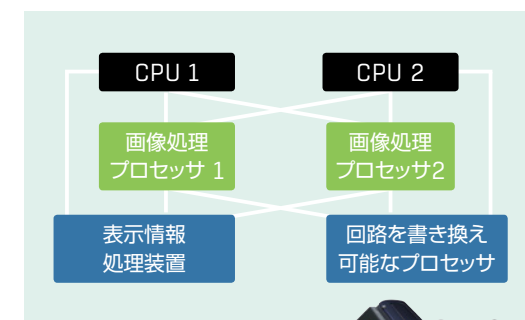 CPU 1
CPU 2
画像処理
プロセッサ 1
画像処理
プロセッサ2
表示情報
処理装置
回路を書き換え
可能なプロセッサ